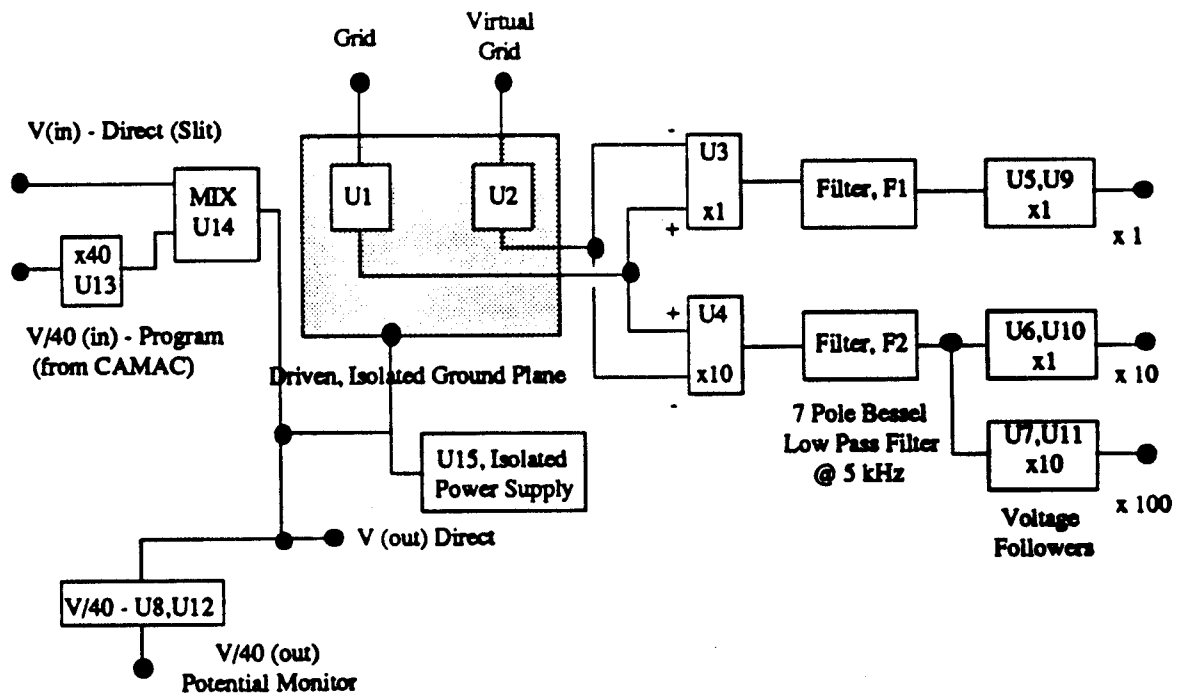 Grid
Virtual
Grid
V(in) - Direct (Slit)
MIX
U14
x40
U13
V/40 (in) - Program
(from CAMAC)
U1
U2
Driven, Isolated Ground Plane
U15, Isolated
Power Supply
V (out) Direct
V/40 - U8,U12
V/40 (out)
Potential Monitor
-
U3
x1
+
+
U4
x10
-
Filter, F1
Filter, F2
7 Pole Bessel
Low Pass Filter
@ 5 kHz
U5,U9
x1
x 1
U6,U10
x1
x 10
U7,U11
x10
x 100
Voltage
Followers